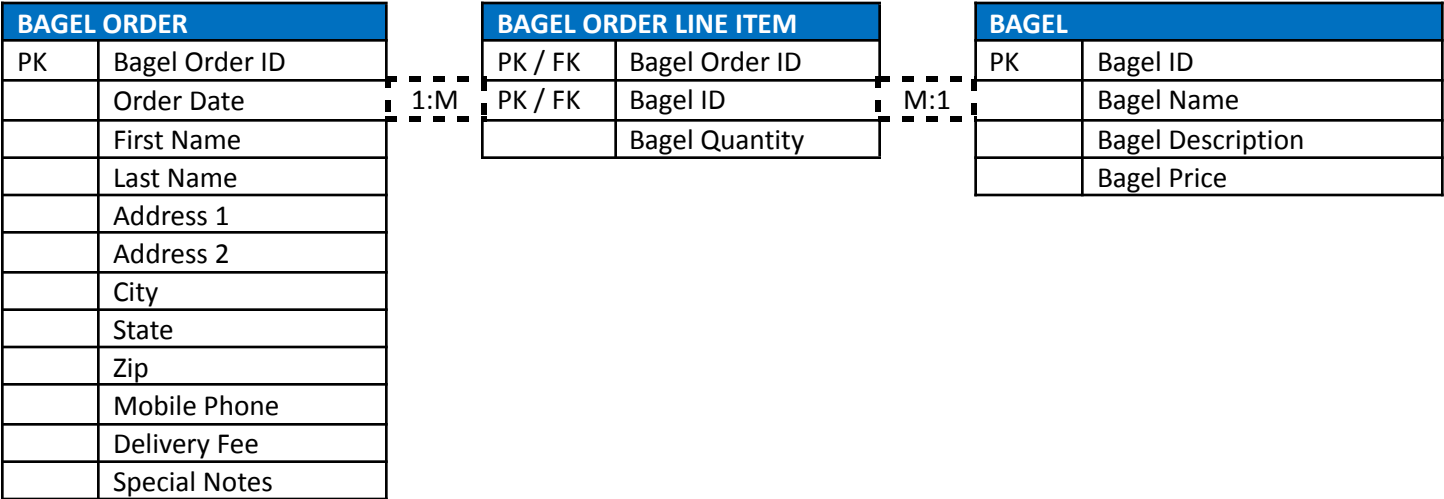 BAGEL ORDER
PK Bagel Order ID
Order Date
First Name
Last Name
Address 1
Address 2
City
State
Zip
Mobile Phone
Delivery Fee
Special Notes
1:M
BAGEL ORDER LINE ITEM
PK / FK Bagel Order ID
PK / FK Bagel ID
Bagel Quantity
M:1
BAGEL
PK Bagel ID
Bagel Name
Bagel Description
Bagel Price